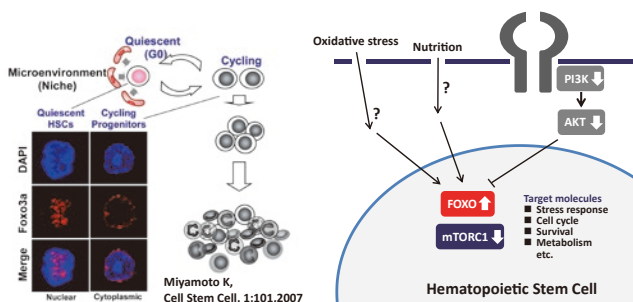 Quiescent
(G0)
Cycling
Microenvironment
(Niche)
Quiescent
HSCs
Cycling
Progenitors
DAPI
Foxo3a
Merge
Nuclear
Cytoplasmic
Miyamoto K,
Cell Stem Cell. 1:101.2007
Oxidative stress
Nutrition
?
?
PI3K
AKT
FOXO
mTORC1
Target molecules
■ Stress response
■ Cell cycle
■ Survival
■ Metabolism
etc.
Hematopoietic Stem Cell